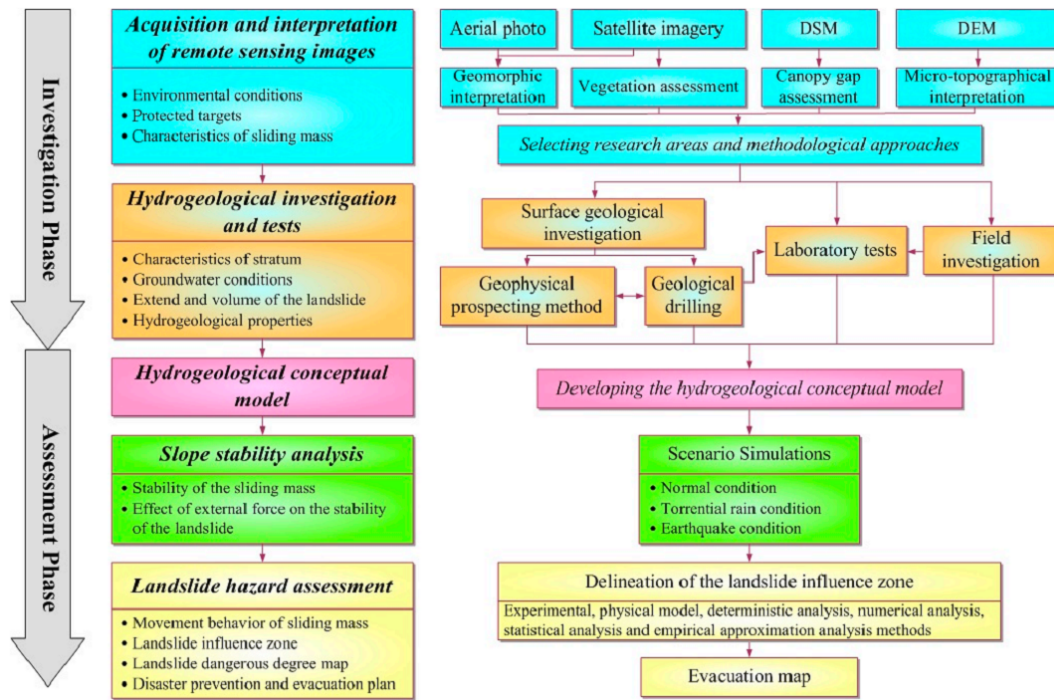 Investigation Phase
Assessment Phase
Acquisition and interpretation
of remote sensing images
• Environmental conditions
• Protected targets
• Characteristics of sliding mass
Hydrogeological investigation
and tests
• Characteristics of stratum
• Groundwater conditions
• Extend and volume of the landslide
• Hydrogeological properties
Hydrogeological conceptual
model
Slope stability analysis
• Stability of the sliding mass
• Effect of external force on the stability
of the landslide
Landslide hazard assessment
• Movement behavior of sliding mass
• Landslide influence zone
• Landslide dangerous degree map
• Disaster prevention and evacuation plan
Aerial photo
Satellite imagery
DSM
DEM
Geomorphic
interpretation
Vegetation assessment
Canopy gap
assessment
Micro-topographical
interpretation
Selecting research areas and methodological approaches
Surface geological
investigation
Laboratory tests
Field
investigation
Geophysical
prospecting method
Geological
drilling
Developing the hydrogeological conceptual model
Scenario Simulations
• Normal condition
• Torrential rain condition
• Earthquake condition
Delineation of the landslide influence zone
Experimental, physical model, deterministic analysis, numerical analysis,
statistical analysis and empirical approximation analysis methods
Evacuation map